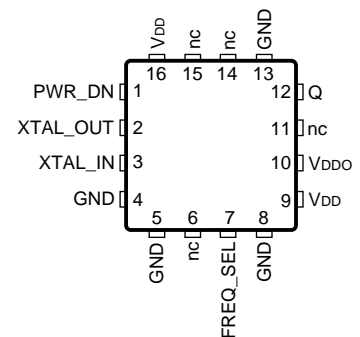 VDD
nc
nc
GND
16 15 14 13
PWR_DN 1
12 Q
XTAL_OUT 2
11 nc
XTAL_IN 3
10 VDDO
GND 4
9 VDD
5 6 7 8
GND
nc
FREQ_SEL
GND